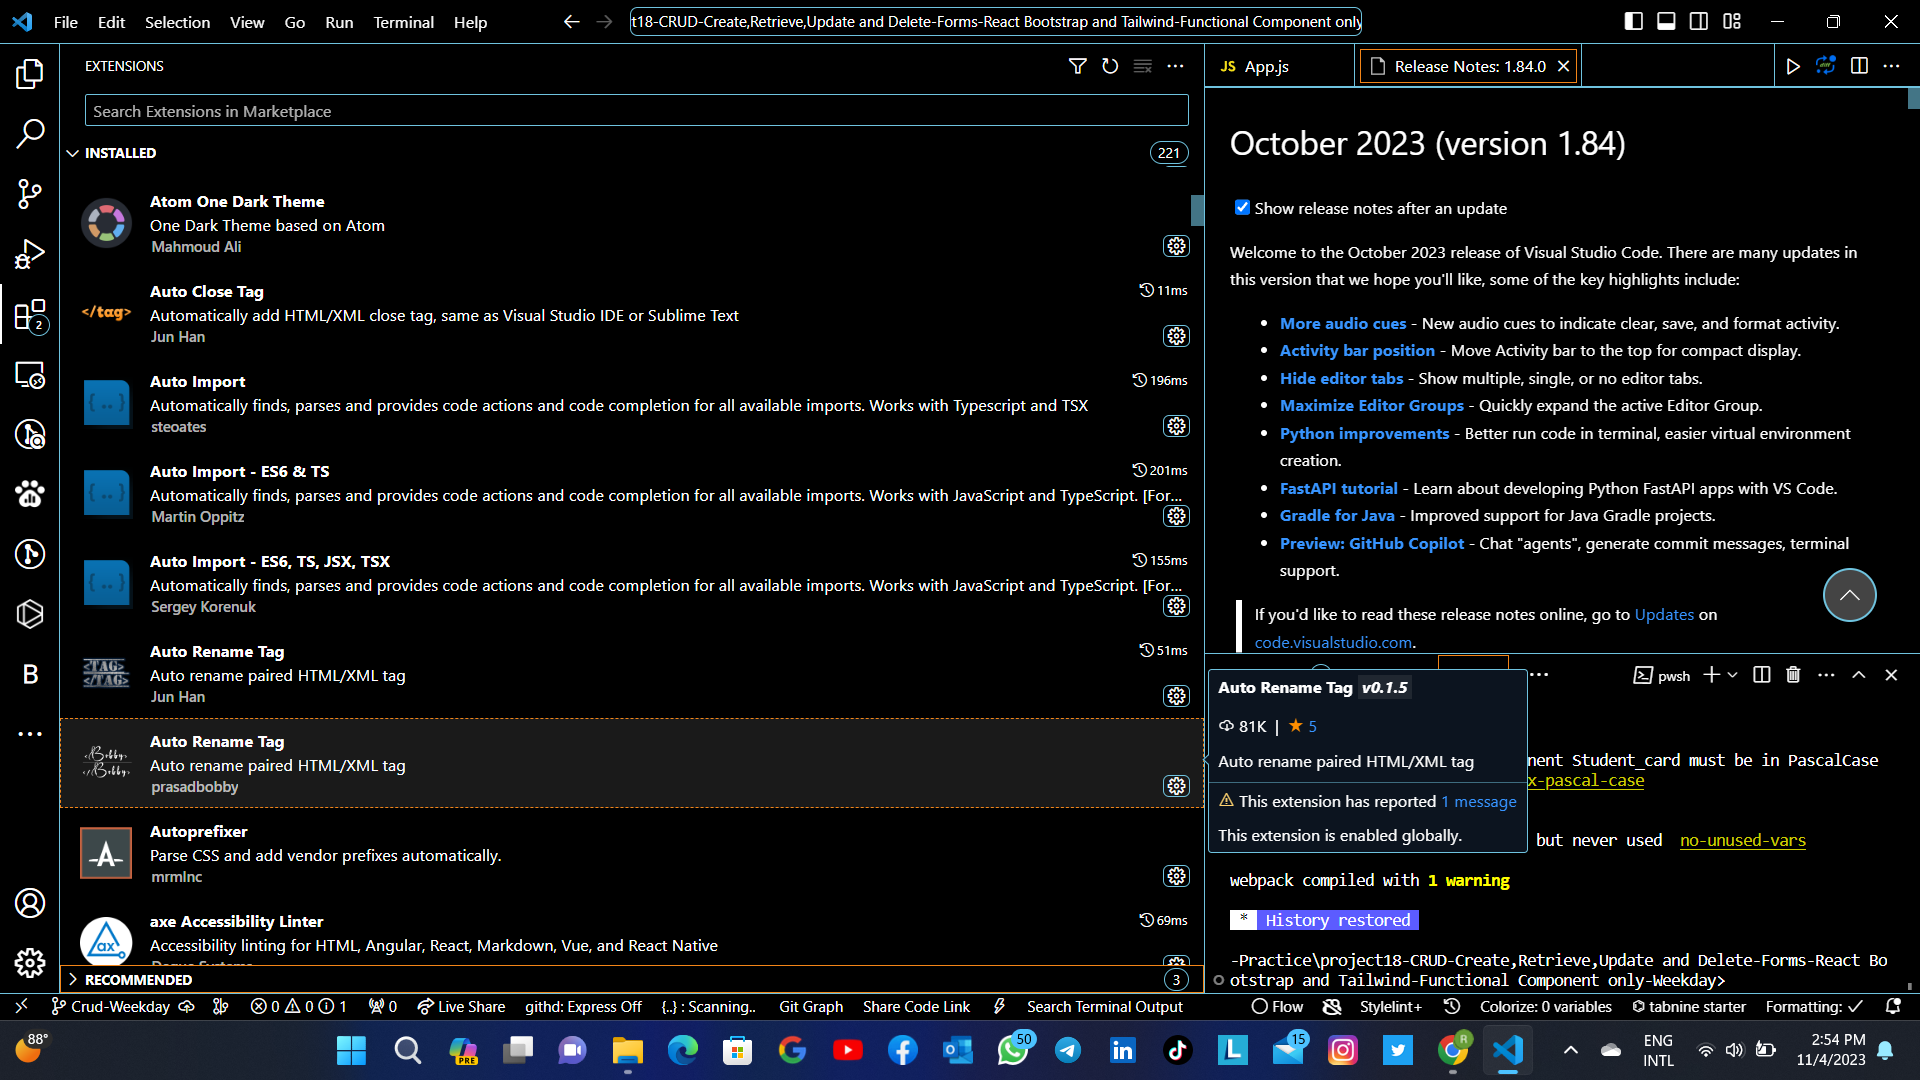 File Edit Selection View Go Run Terminal Help
t18-CRUD-Create,Retrieve,Update and Delete-Forms-React Bootstrap and Tailwind-Functional Component only
EXTENSIONS
Search Extensions in Marketplace
INSTALLED
221
Atom One Dark Theme
One Dark Theme based on Atom
Mahmoud Ali
</tag>
Auto Close Tag
11ms
Automatically add HTML/XML close tag, same as Visual Studio IDE or Sublime Text
Jun Han
{..}
Auto Import
196ms
Automatically finds, parses and provides code actions and code completion for all available imports. Works with Typescript and TSX
steoates
{..}
Auto Import - ES6 & TS
201ms
Automatically finds, parses and provides code actions and code completion for all available imports. Works with JavaScript and TypeScript. [For...
Martin Oppitz
{..}
Auto Import - ES6, TS, JSX, TSX
155ms
Automatically finds, parses and provides code actions and code completion for all available imports. Works with JavaScript and TypeScript. [For...
Sergey Korenuk
<TAG>
</TAG>
Auto Rename Tag
51ms
Auto rename paired HTML/XML tag
Jun Han
<Bobby>
</Bobby>
Auto Rename Tag
Auto rename paired HTML/XML tag
prasadbobby
Autoprefixer
Parse CSS and add vendor prefixes automatically.
mrmlnc
ax
axe Accessibility Linter
69ms
Accessibility linting for HTML, Angular, React, Markdown, Vue, and React Native
RECOMMENDED
3
2
B
JS App.js
Release Notes: 1.84.0
October 2023 (version 1.84)
Show release notes after an update
Welcome to the October 2023 release of Visual Studio Code. There are many updates in
this version that we hope you'll like, some of the key highlights include:
• More audio cues - New audio cues to indicate clear, save, and format activity.
• Activity bar position - Move Activity bar to the top for compact display.
• Hide editor tabs - Show multiple, single, or no editor tabs.
• Maximize Editor Groups - Quickly expand the active Editor Group.
• Python improvements - Better run code in terminal, easier virtual environment
creation.
• FastAPI tutorial - Learn about developing Python FastAPI apps with VS Code.
• Gradle for Java - Improved support for Java Gradle projects.
• Preview: GitHub Copilot - Chat "agents", generate commit messages, terminal
support.
If you'd like to read these release notes online, go to Updates on
code.visualstudio.com.
pwsh
Auto Rename Tag v0.1.5
81K | ★ 5
Auto rename paired HTML/XML tag
This extension has reported 1 message
This extension is enabled globally.
nent Student_card must be in PascalCase
x-pascal-case
but never used no-unused-vars
webpack compiled with 1 warning
* History restored
-Practice\project18-CRUD-Create,Retrieve,Update and Delete-Forms-React Bo
otstrap and Tailwind-Functional Component only-Weekday>
Crud-Weekday 0 0 1 0 Live Share githd: Express Off {..} : Scanning.. Git Graph Share Code Link Search Terminal Output Flow Stylelint+ Colorize: 0 variables tabnine starter Formatting: ✓
88°
PRE
50
15
R
ENG
INTL
2:54 PM
11/4/2023